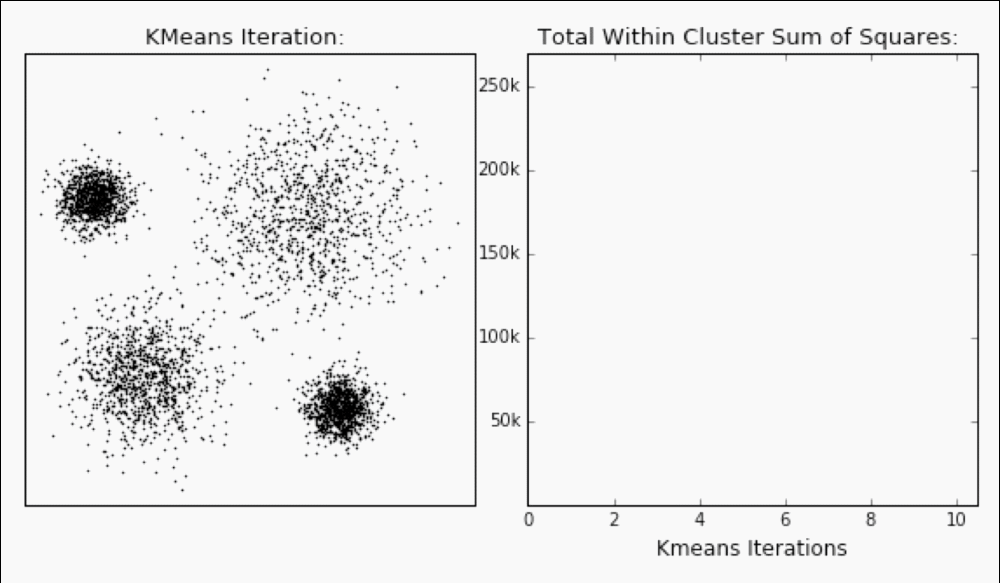 KMeans Iteration:
Total Within Cluster Sum of Squares:
250k
200k
150k
100k
50k
0 2 4 6 8 10
Kmeans Iterations